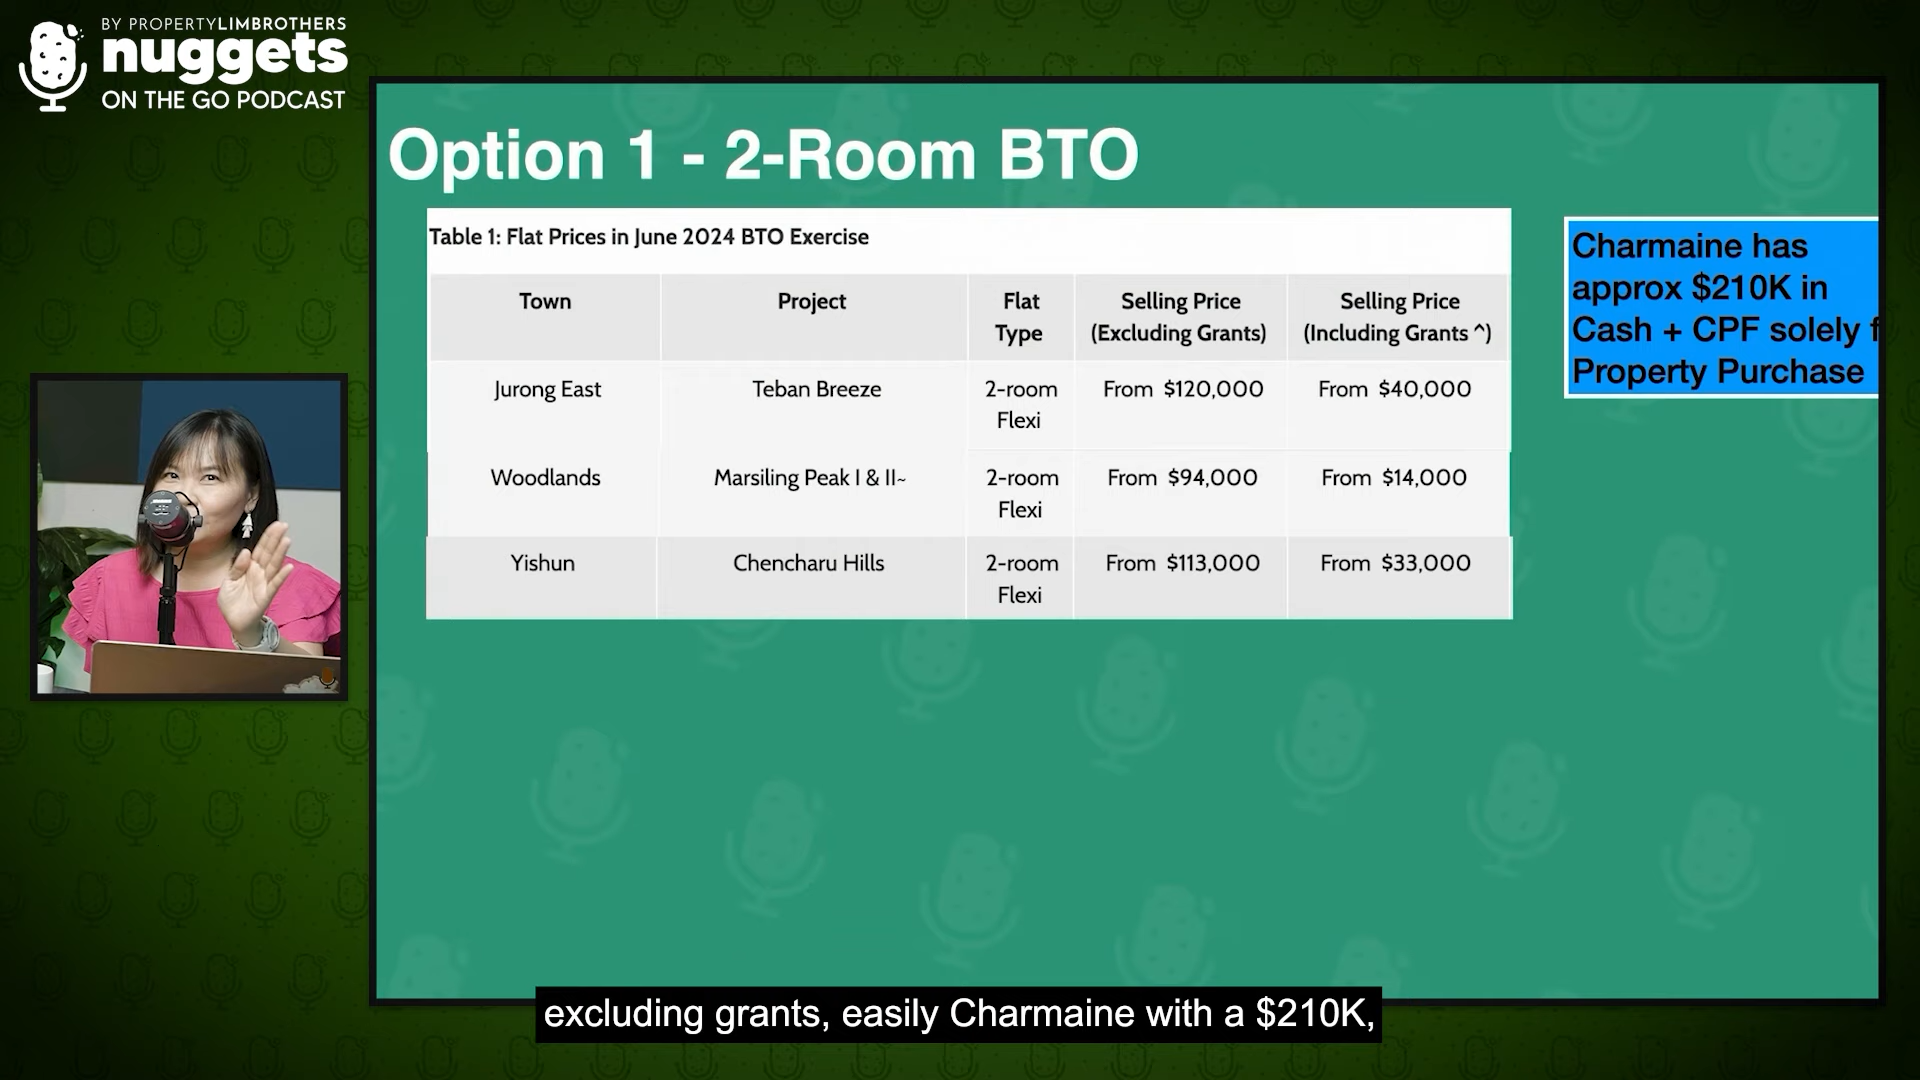 BY PROPERTYLIMBROTHERS
nuggets
ON THE GO PODCAST
Option 1 - 2-Room BTO
Table 1: Flat Prices in June 2024 BTO Exercise
Town Project Flat Type Selling Price (Excluding Grants) Selling Price (Including Grants ^)
Jurong East Teban Breeze 2-room Flexi From $120,000 From $40,000
Woodlands Marsiling Peak I & II~ 2-room Flexi From $94,000 From $14,000
Yishun Chencharu Hills 2-room Flexi From $113,000 From $33,000
Charmaine has
approx $210K in
Cash + CPF solely f
Property Purchase
excluding grants, easily Charmaine with a $210K,